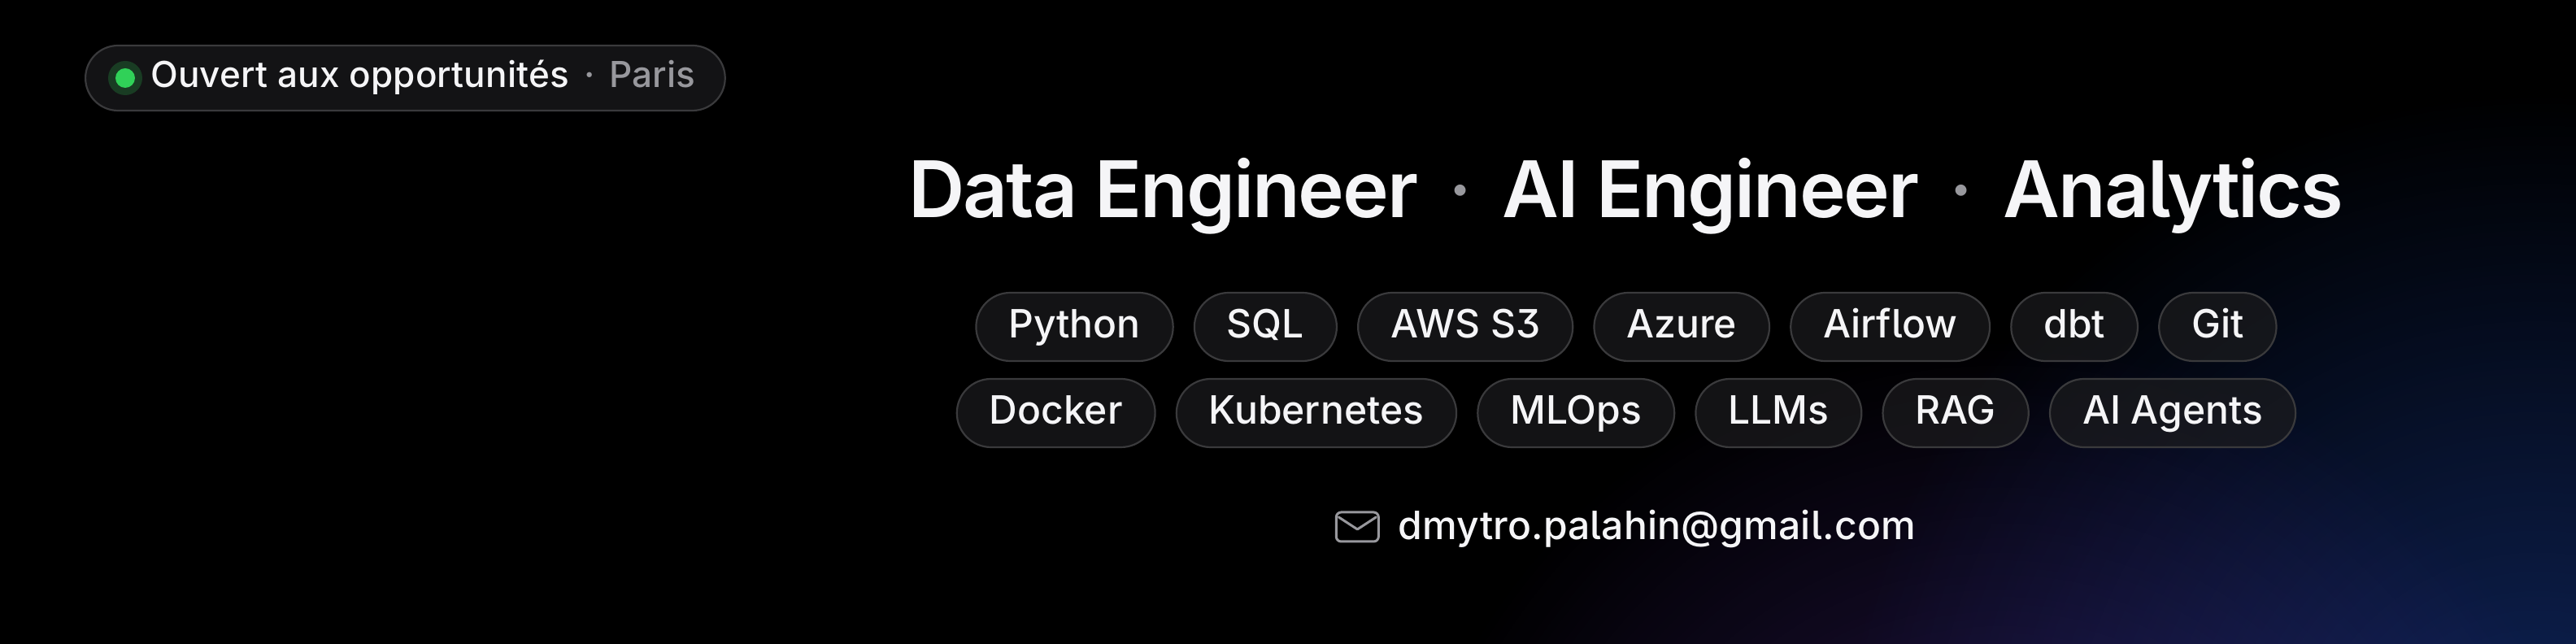 Ouvert aux opportunités · Paris
Data Engineer · AI Engineer · Analytics
Python SQL AWS S3 Azure Airflow dbt Git
Docker Kubernetes MLOps LLMs RAG AI Agents
dmytro.palahin@gmail.com